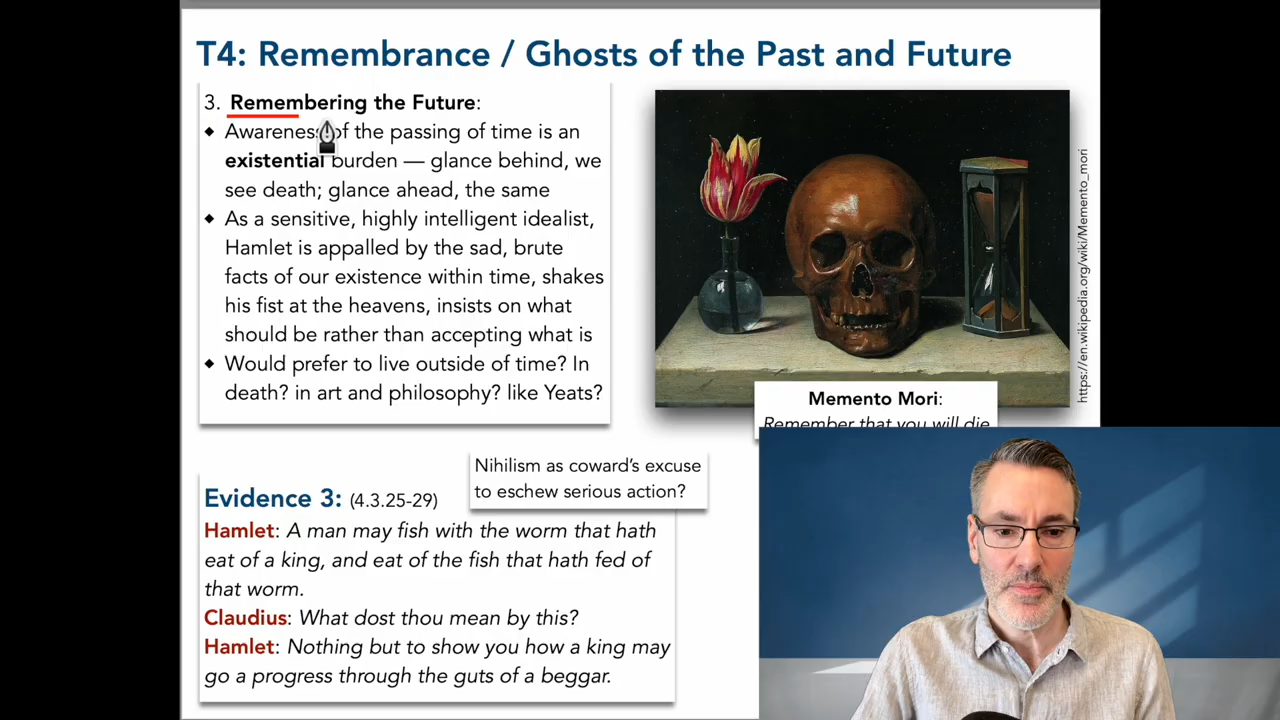 T4: Remembrance / Ghosts of the Past and Future
3. Remembering the Future:
◆ Awareness of the passing of time is an
existential burden — glance behind, we
see death; glance ahead, the same
◆ As a sensitive, highly intelligent idealist,
Hamlet is appalled by the sad, brute
facts of our existence within time, shakes
his fist at the heavens, insists on what
should be rather than accepting what is
◆ Would prefer to live outside of time? In
death? in art and philosophy? like Yeats?
https://en.wikipedia.org/wiki/Memento_mori
Memento Mori:
Remember that you will die
Nihilism as coward's excuse
to eschew serious action?
Evidence 3: (4.3.25-29)
Hamlet: A man may fish with the worm that hath
eat of a king, and eat of the fish that hath fed of
that worm.
Claudius: What dost thou mean by this?
Hamlet: Nothing but to show you how a king may
go a progress through the guts of a beggar.